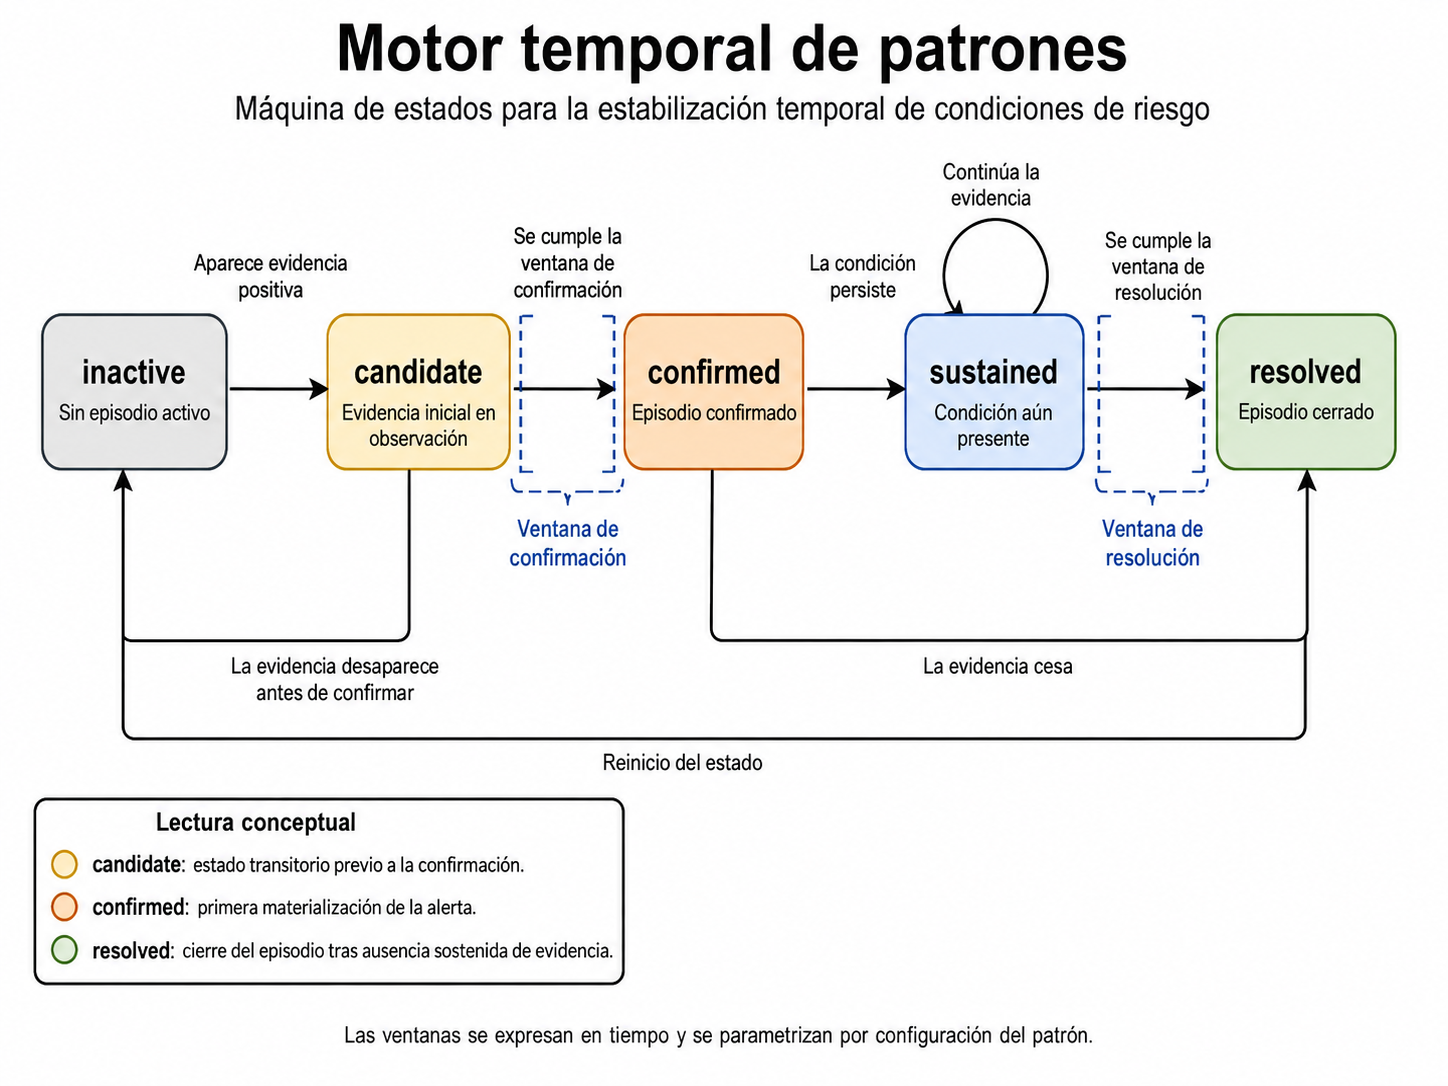 Motor temporal de patrones
Máquina de estados para la estabilización temporal de condiciones de riesgo
Continúa la
evidencia
Aparece evidencia
positiva
Se cumple la
ventana de
confirmación
La condición
persiste
Se cumple la
ventana de
resolución
inactive
Sin episodio activo
candidate
Evidencia inicial en
observación
confirmed
Episodio confirmado
sustained
Condición aún
presente
resolved
Episodio cerrado
Ventana de
confirmación
Ventana de
resolución
La evidencia desaparece
antes de confirmar
La evidencia cesa
Reinicio del estado
Lectura conceptual
candidate: estado transitorio previo a la confirmación.
confirmed: primera materialización de la alerta.
resolved: cierre del episodio tras ausencia sostenida de evidencia.
Las ventanas se expresan en tiempo y se parametrizan por configuración del patrón.